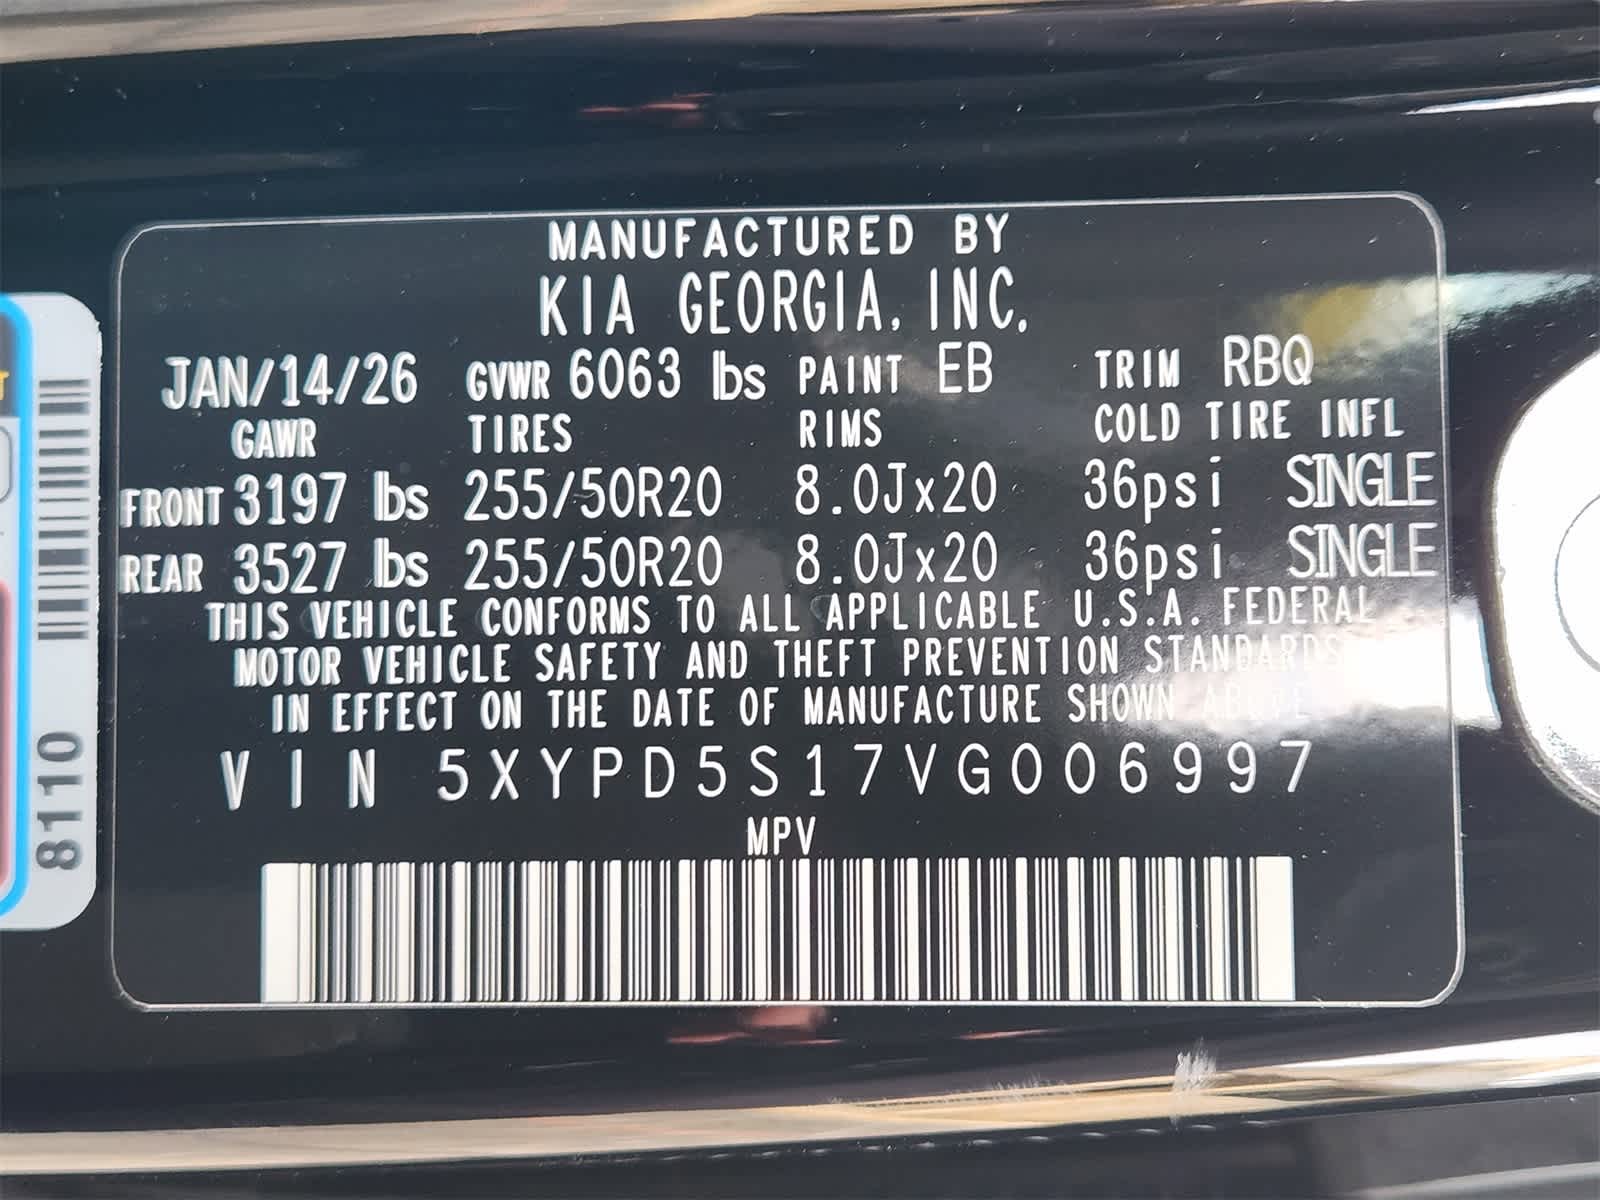 MANUFACTURED BY
KIA GEORGIA, INC.
JAN/14/26 GVWR 6063 lbs PAINT EB TRIM RBQ
GAWR TIRES RIMS COLD TIRE INFL
FRONT 3197 lbs 255/50R20 8.0Jx20 36psi SINGLE
REAR 3527 lbs 255/50R20 8.0Jx20 36psi SINGLE
THIS VEHICLE CONFORMS TO ALL APPLICABLE U.S.A. FEDERAL
MOTOR VEHICLE SAFETY AND THEFT PREVENTION STANDARDS
IN EFFECT ON THE DATE OF MANUFACTURE SHOWN ABOVE
VIN 5XYPD5S17VG006997
MPV
8110